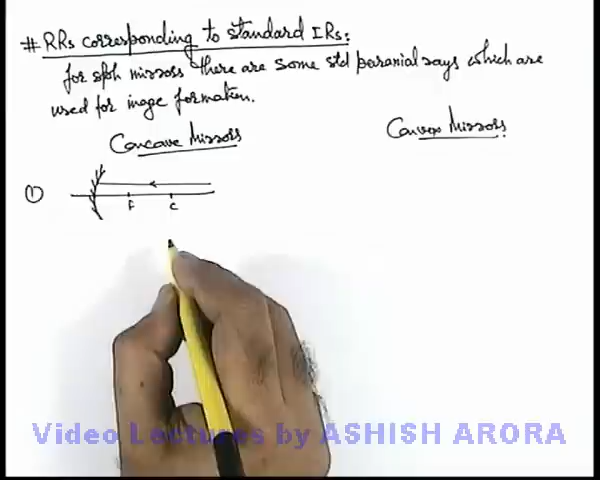 # RRs corresponding to standard IRs:
for sph mirrors there are some std paraxial rays which are
used for image formation.
Concave Mirrors
Convex Mirrors
①
F C
Video Lectures by ASHISH ARORA